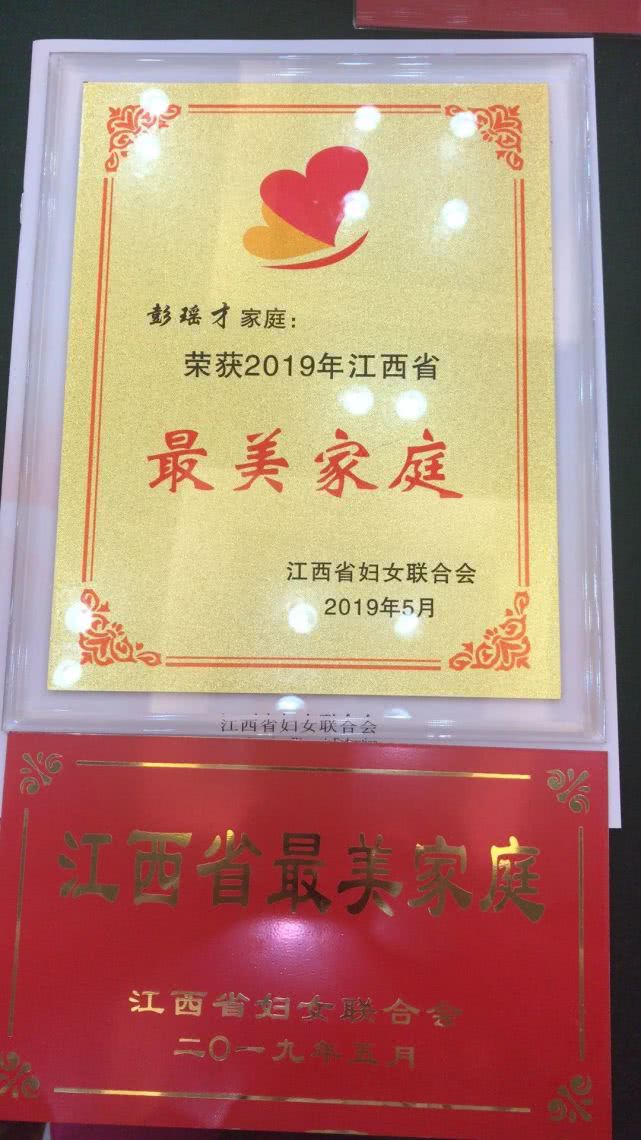 彭瑶才家庭：
荣获2019年江西省
最美家庭
江西省妇女联合会
2019年5月
江西省妇女联合会
江西省最美家庭
江西省妇女联合会
二〇一九年五月